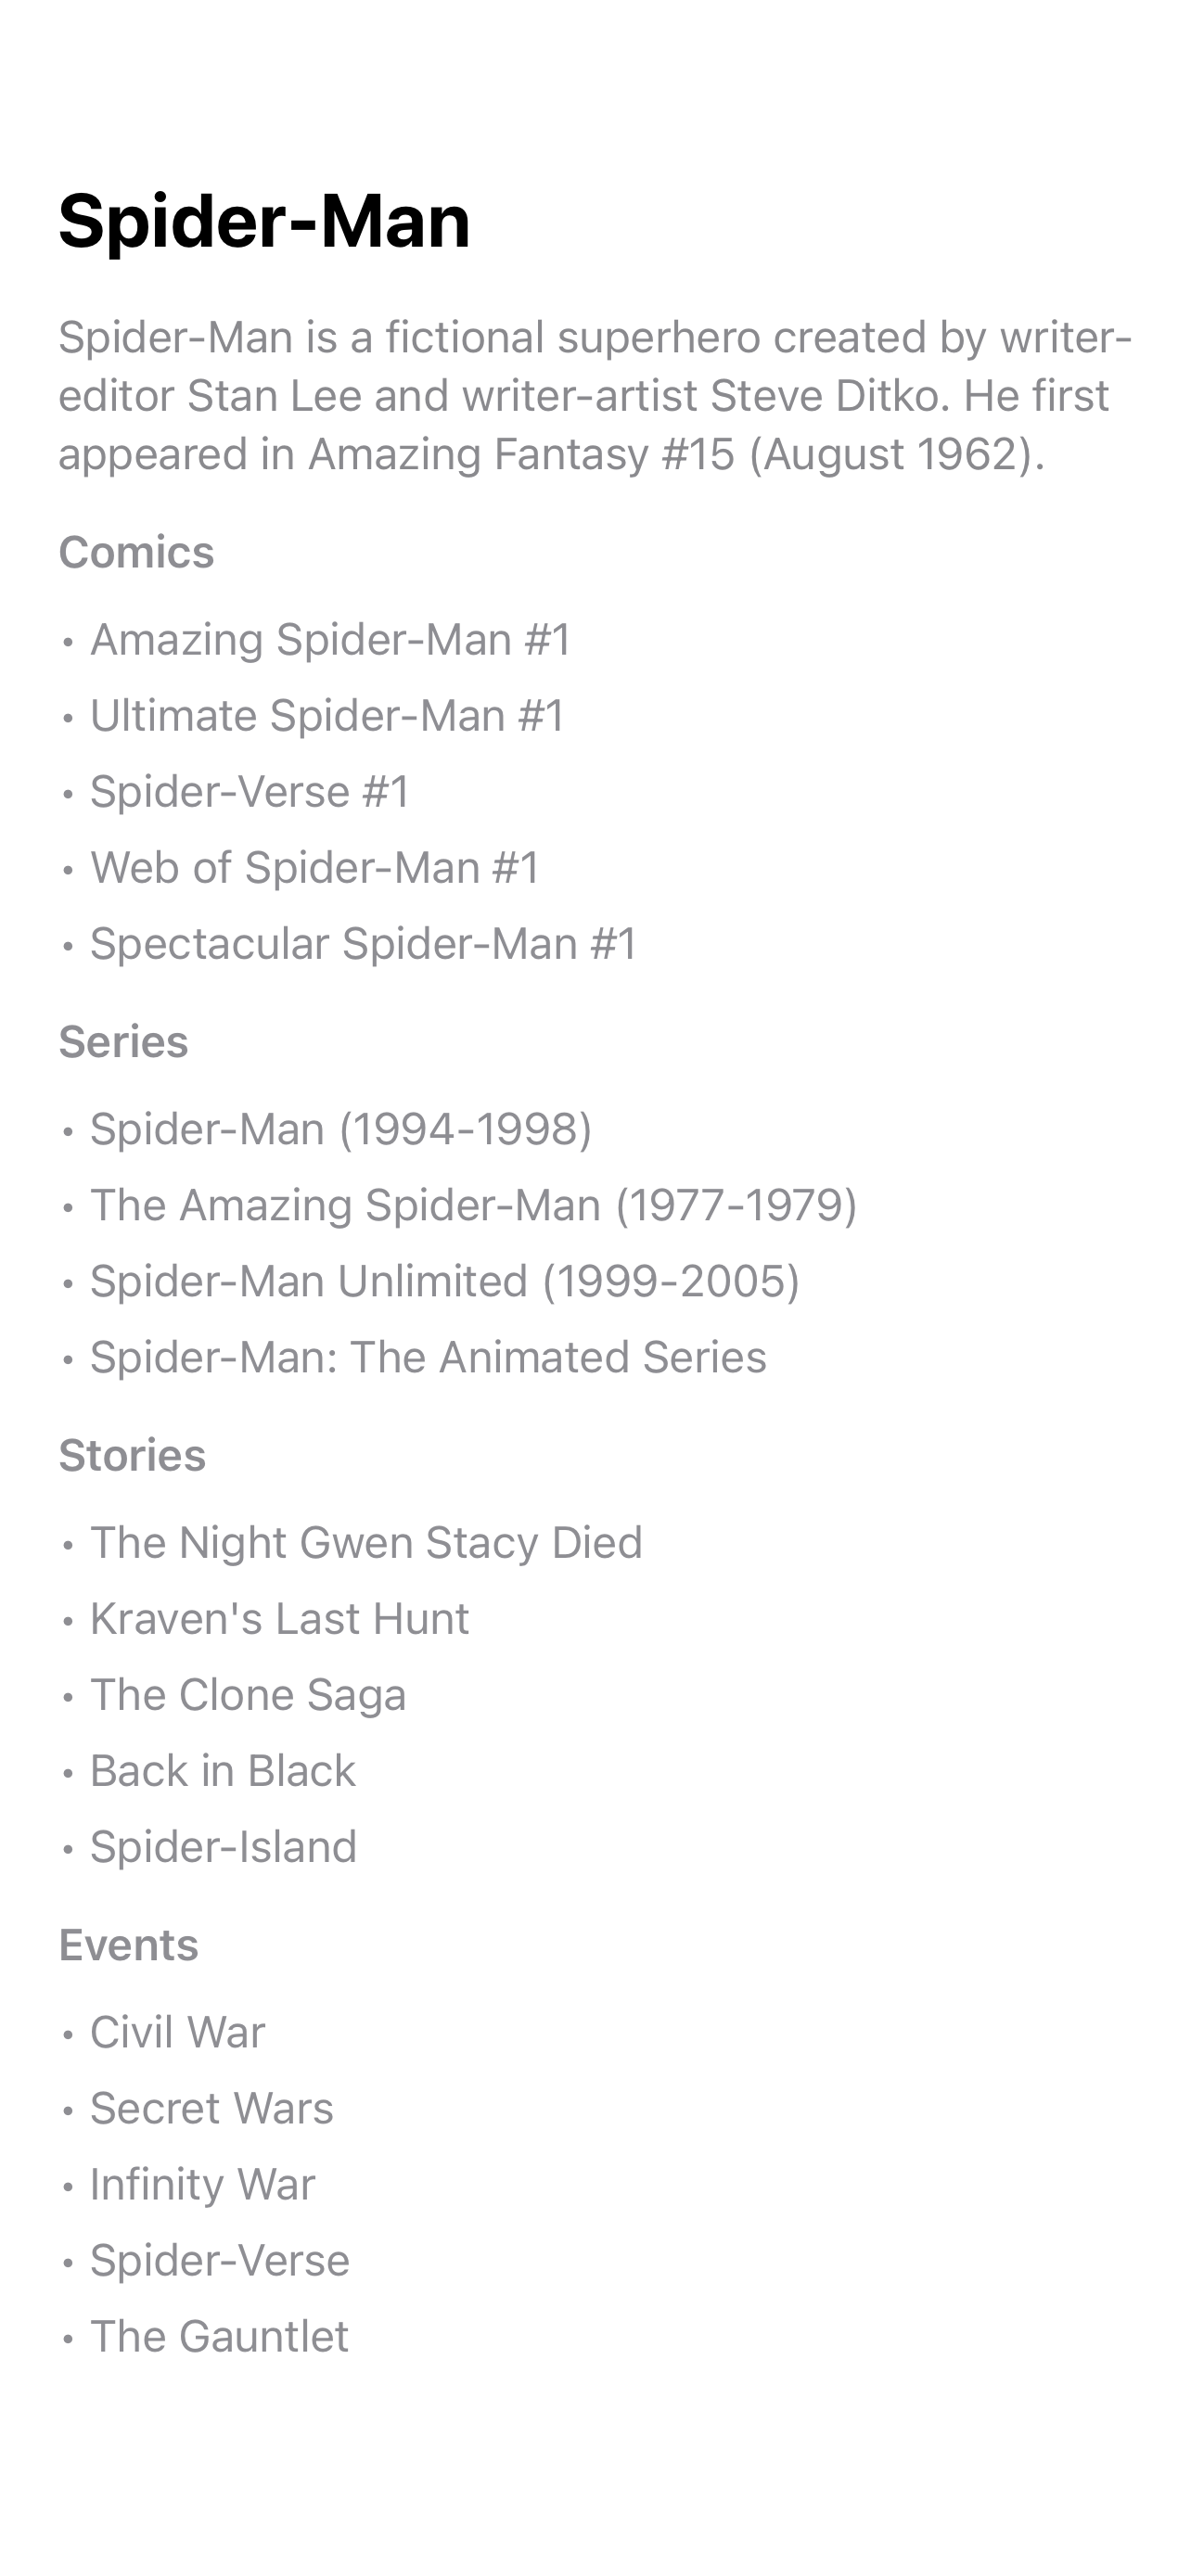 Spider-Man
Spider-Man is a fictional superhero created by writer-
editor Stan Lee and writer-artist Steve Ditko. He first
appeared in Amazing Fantasy #15 (August 1962).
Comics
• Amazing Spider-Man #1
• Ultimate Spider-Man #1
• Spider-Verse #1
• Web of Spider-Man #1
• Spectacular Spider-Man #1
Series
• Spider-Man (1994-1998)
• The Amazing Spider-Man (1977-1979)
• Spider-Man Unlimited (1999-2005)
• Spider-Man: The Animated Series
Stories
• The Night Gwen Stacy Died
• Kraven's Last Hunt
• The Clone Saga
• Back in Black
• Spider-Island
Events
• Civil War
• Secret Wars
• Infinity War
• Spider-Verse
• The Gauntlet